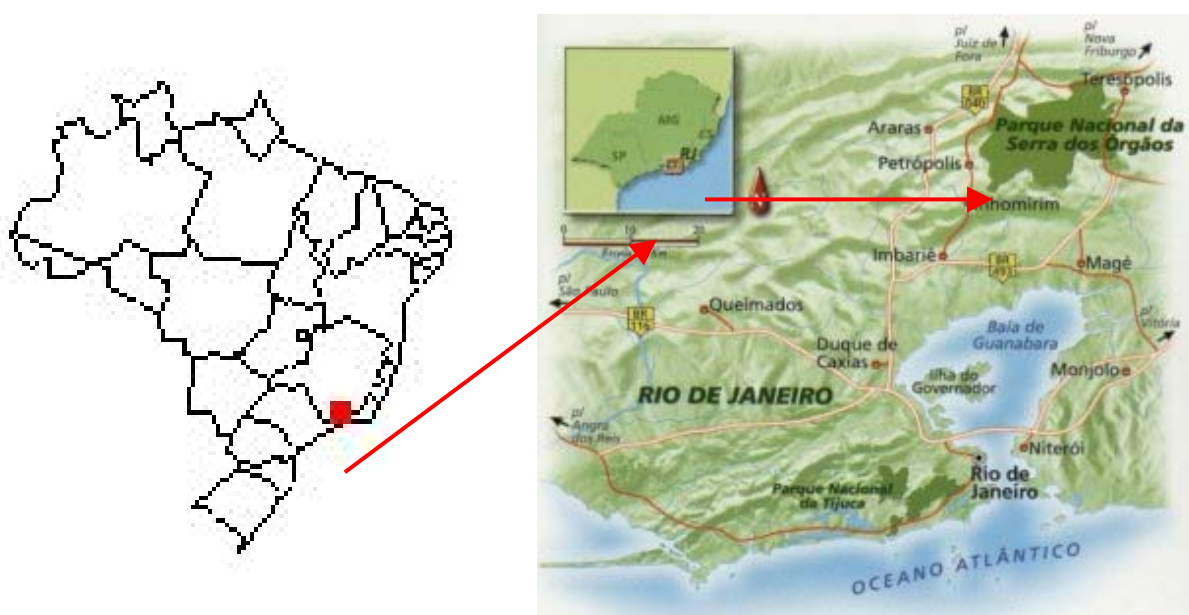 p/
Juiz de
Fora
p/
Nova
Friburgo
Teresópolis
BR
040
Araras
Parque Nacional da
Serra dos Órgãos
Petrópolis
MG
ES
SP
RJ
nhomirim
0 10 20
Imbariê
BR
493
Magé
p/
São Paulo
BR
116
Queimados
Baía de
Guanabara
p/
Vitória
Duque de
Caxias
Ilha do
Governador
Monjolo
RIO DE JANEIRO
p/
Angra
dos Reis
Niterói
Rio de
Janeiro
Parque Nacional
da Tijuca
OCEANO ATLÂNTICO